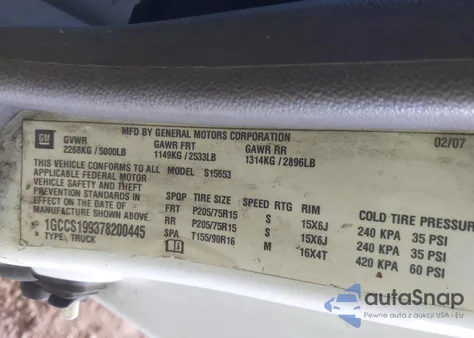 GM
MFD BY GENERAL MOTORS CORPORATION
02/07
GVWR GAWR FRT GAWR RR
2268KG/5000LB 1149KG/2533LB 1314KG/2896LB
THIS VEHICLE CONFORMS TO ALL MODEL S15653
APPLICABLE FEDERAL MOTOR
VEHICLE SAFETY AND THEFT
PREVENTION STANDARDS
IN EFFECT ON THE DATE OF
MANUFACTURE SHOWN ABOVE
1GCCS199378200445
TYPE: TRUCK
SPQP TIRE SIZE SPEED RTG RIM COLD TIRE PRESSUR
FRT P205/75R15 S 15X6J 240 KPA 35 PSI
RR P205/75R15 S 15X6J 240 KPA 35 PSI
SPA T155/90R16 M 16X4T 420 KPA 60 PSI
autoSnap
Pewne auta z aukcji USA - EU